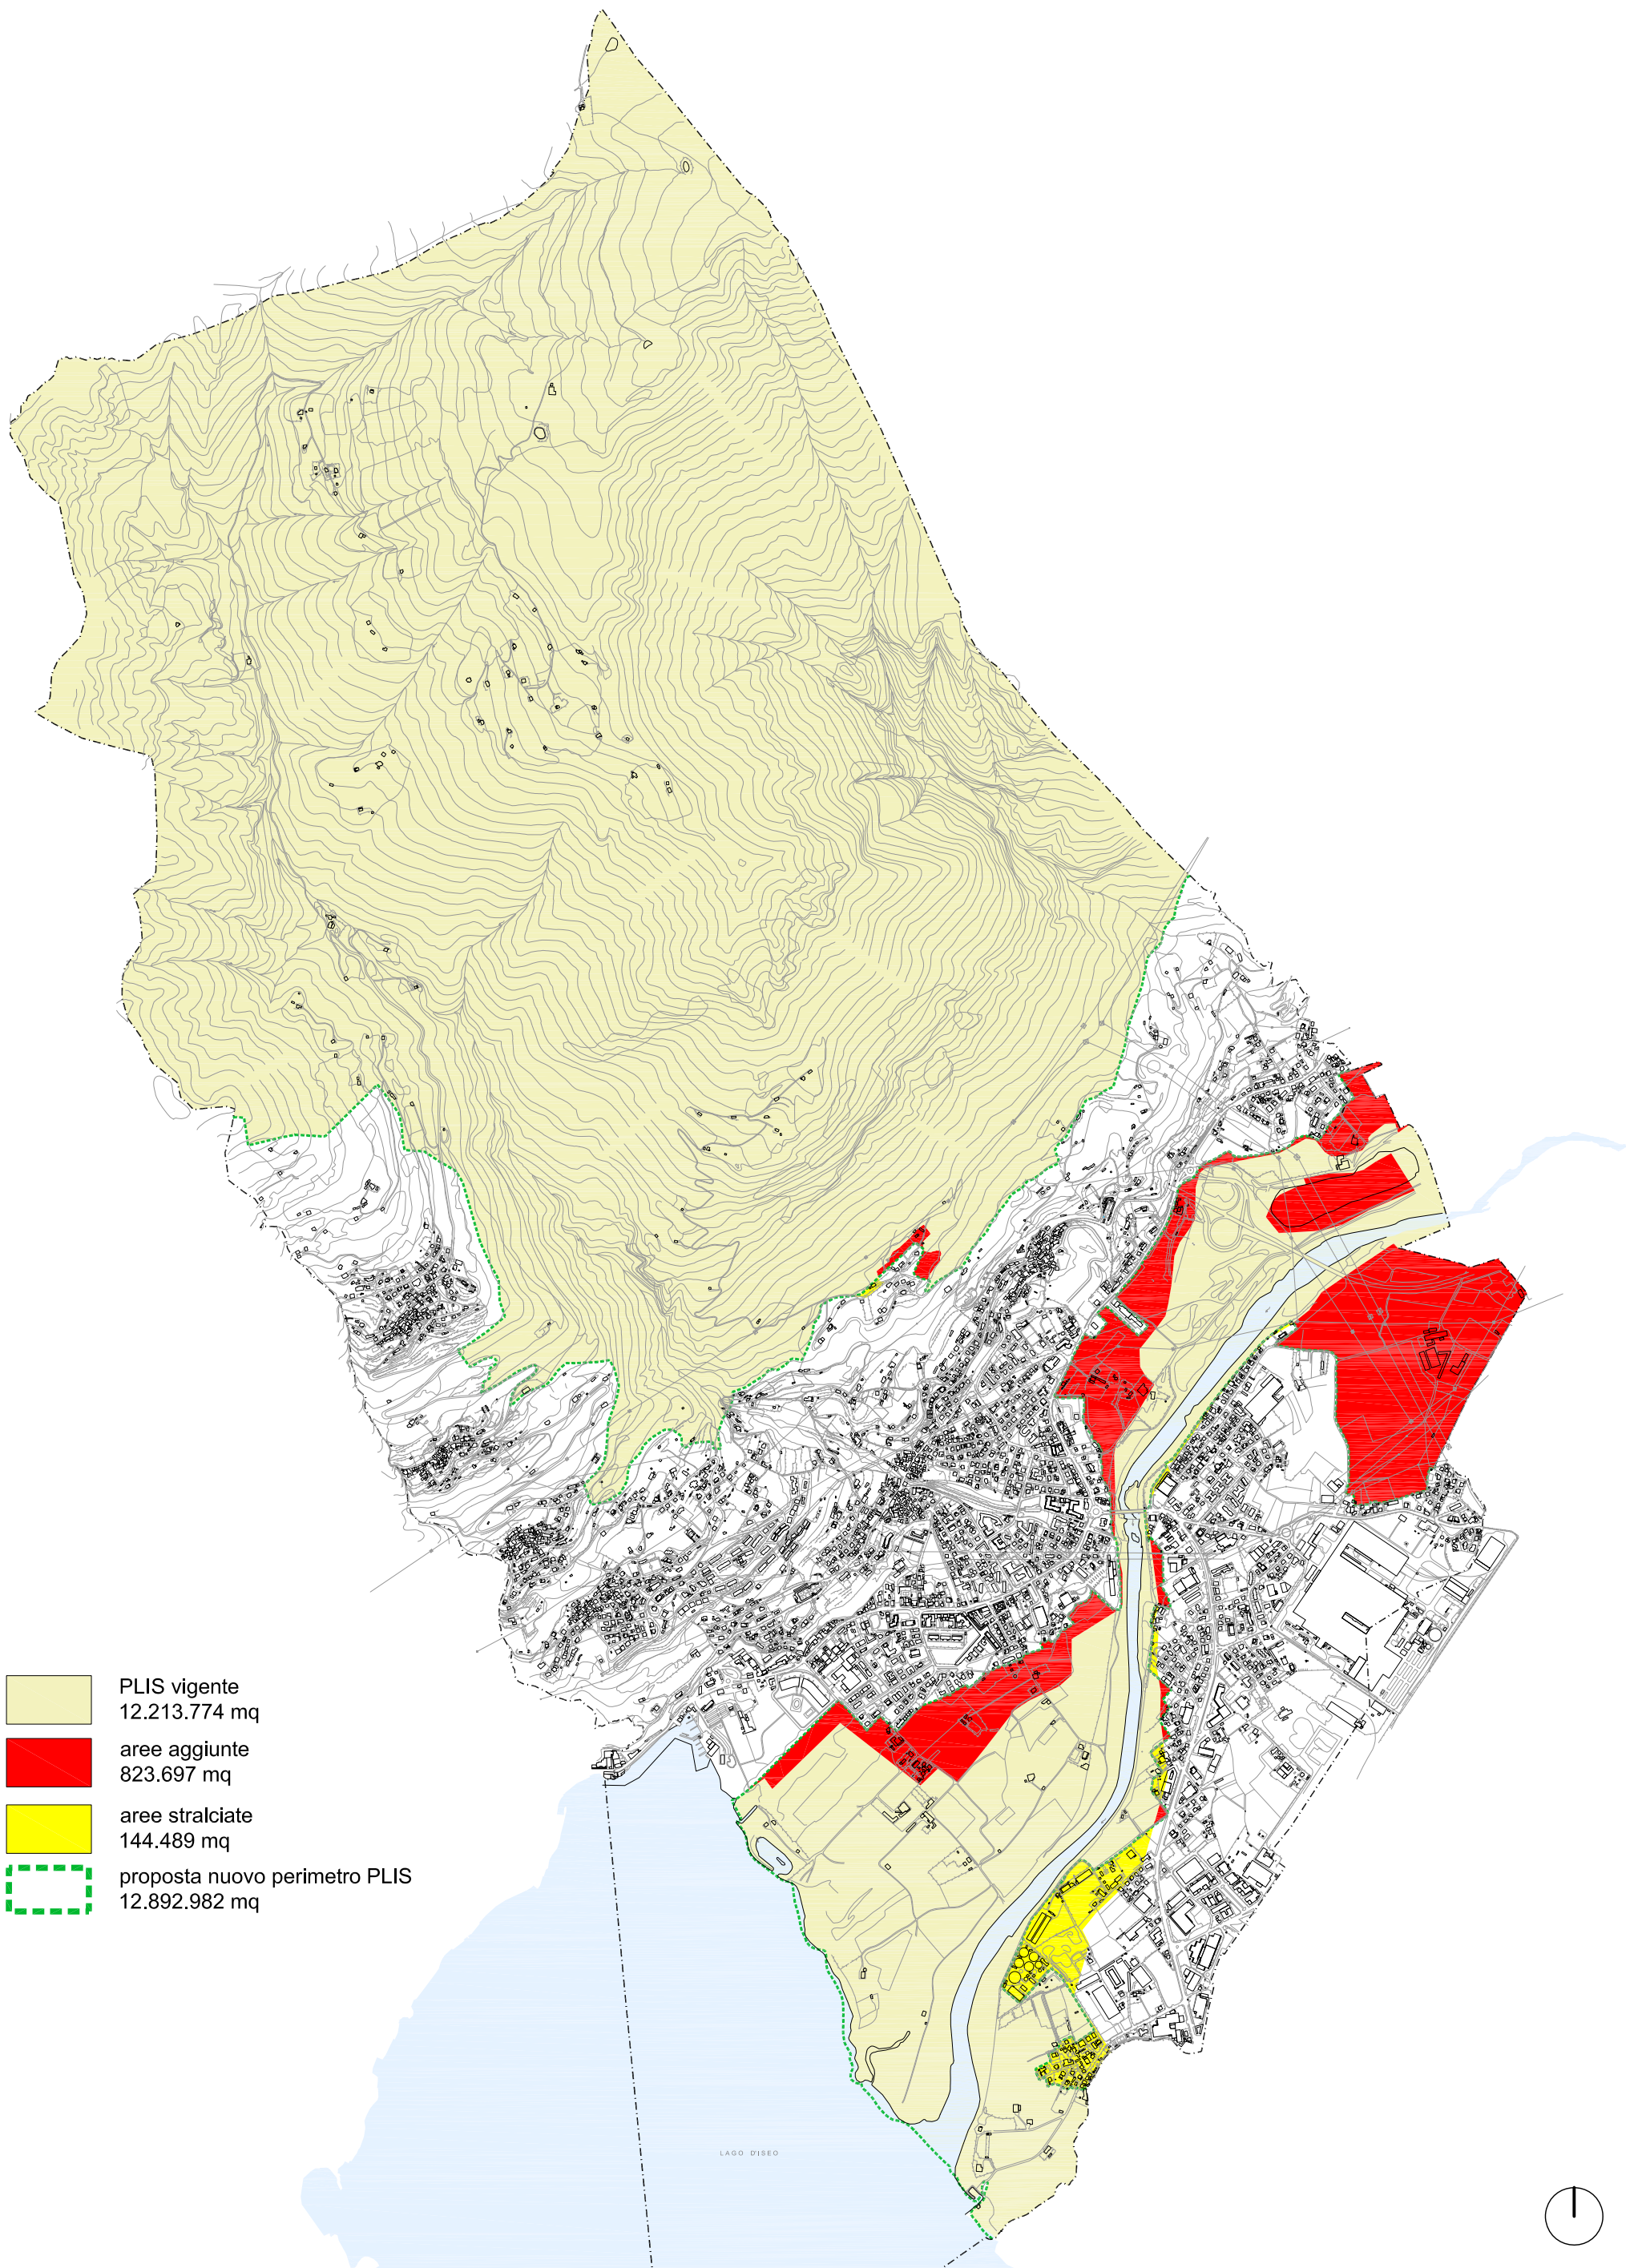 PLIS vigente
12.213.774 mq
aree aggiunte
823.697 mq
aree stralciate
144.489 mq
proposta nuovo perimetro PLIS
12.892.982 mq
LAGO D'ISEO